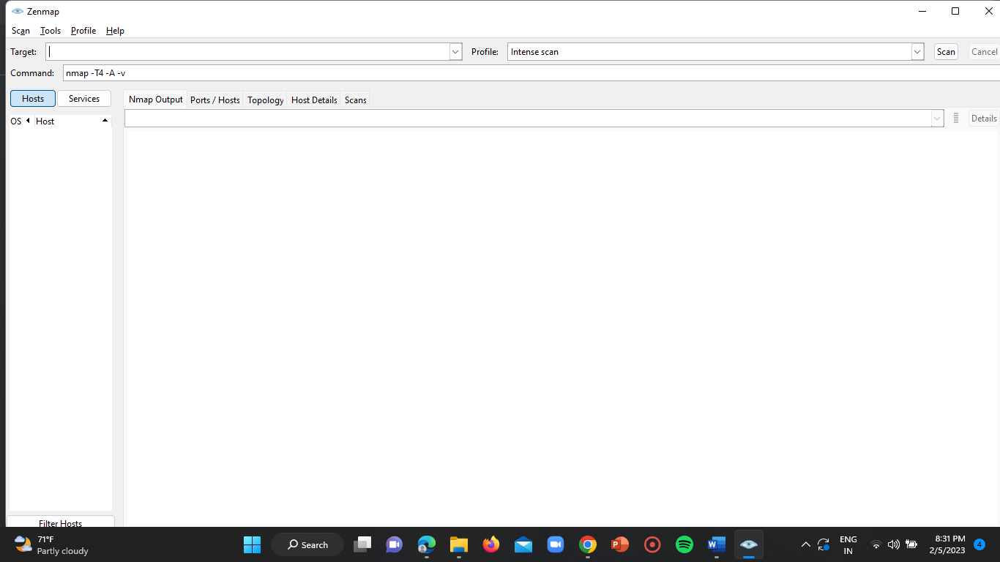 Zenmap
Scan Tools Profile Help
Target: Profile: Intense scan Scan Cancel
Command: nmap -T4 -A -v
Hosts Services
Nmap Output Ports / Hosts Topology Host Details Scans
OS Host
Details
Filter Hosts
71°F
Partly cloudy
Search
ENG
IN
8:31 PM
2/5/2023
4